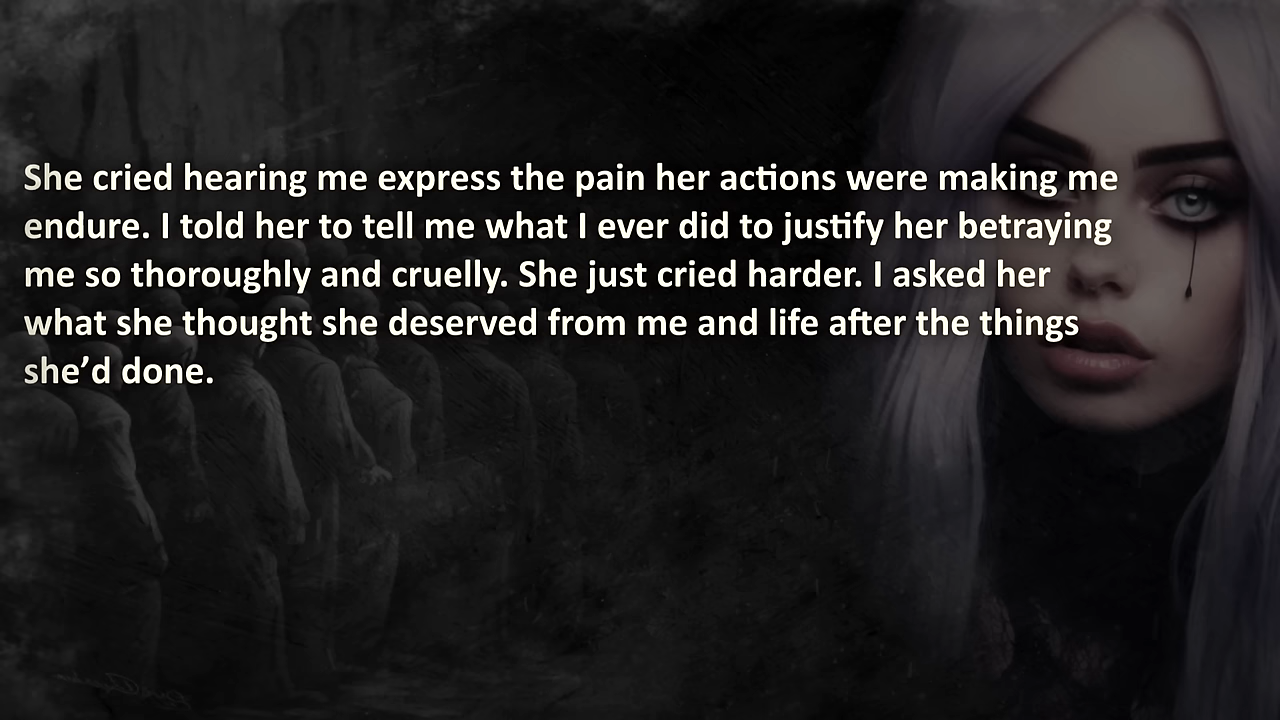 She cried hearing me express the pain her actions were making me
endure. I told her to tell me what I ever did to justify her betraying
me so thoroughly and cruelly. She just cried harder. I asked her
what she thought she deserved from me and life after the things
she’d done.